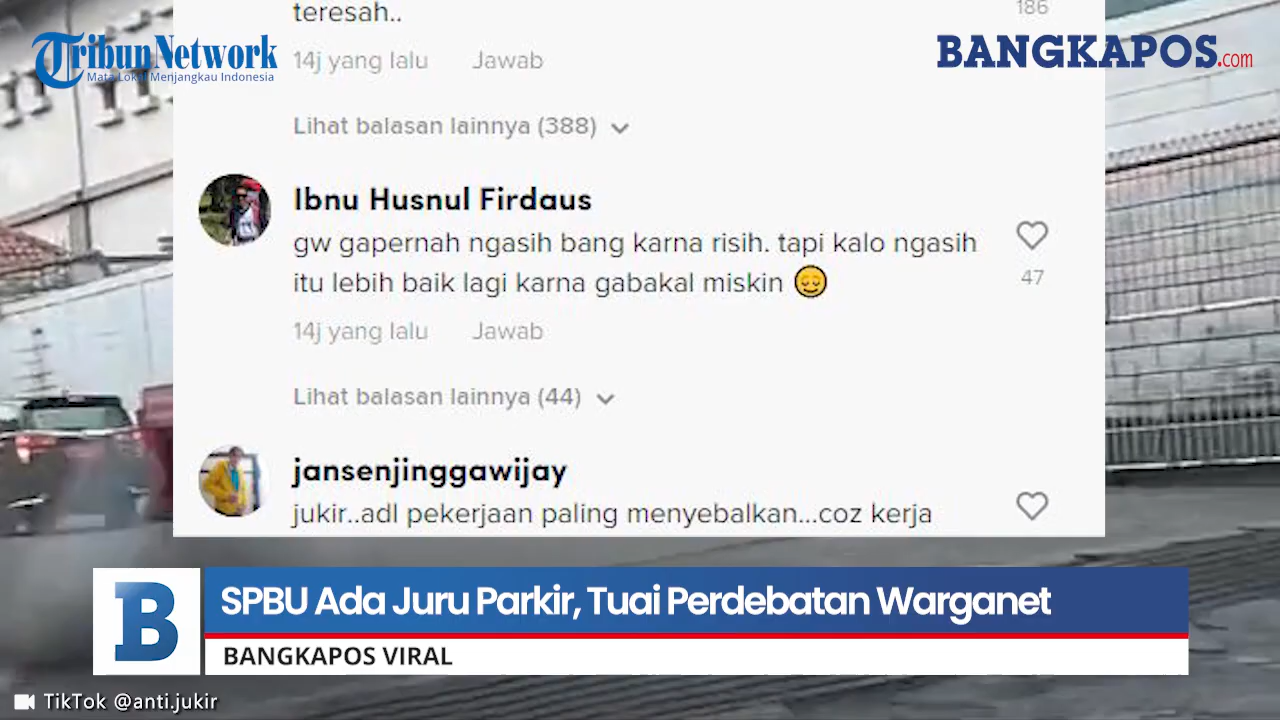 teresah..
186
Tribun Network
Mata Lokal Menjangkau Indonesia
BANGKAPOS.com
14j yang lalu Jawab
Lihat balasan lainnya (388)
Ibnu Husnul Firdaus
gw gapernah ngasih bang karna risih. tapi kalo ngasih
itu lebih baik lagi karna gabakal miskin 😌
47
14j yang lalu Jawab
Lihat balasan lainnya (44)
jansenjinggawijay
jukir..adl pekerjaan paling menyebalkan...coz kerja
B
SPBU Ada Juru Parkir, Tuai Perdebatan Warganet
BANGKAPOS VIRAL
TikTok @anti.jukir